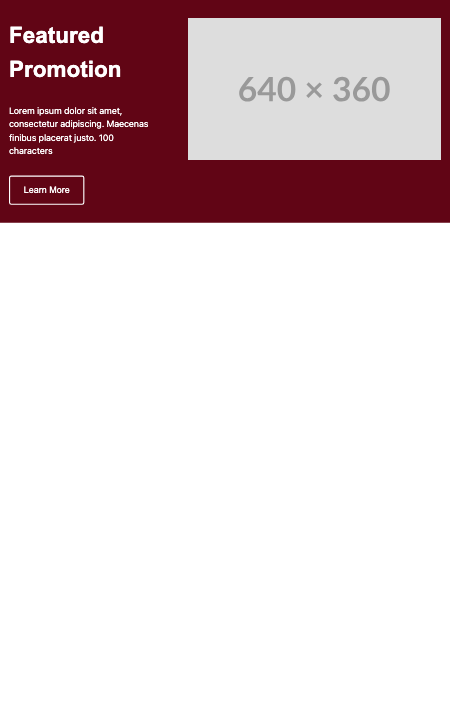 Featured
Promotion
Lorem ipsum dolor sit amet,
consectetur adipiscing. Maecenas
finibus placerat justo. 100
characters
Learn More
640 × 360